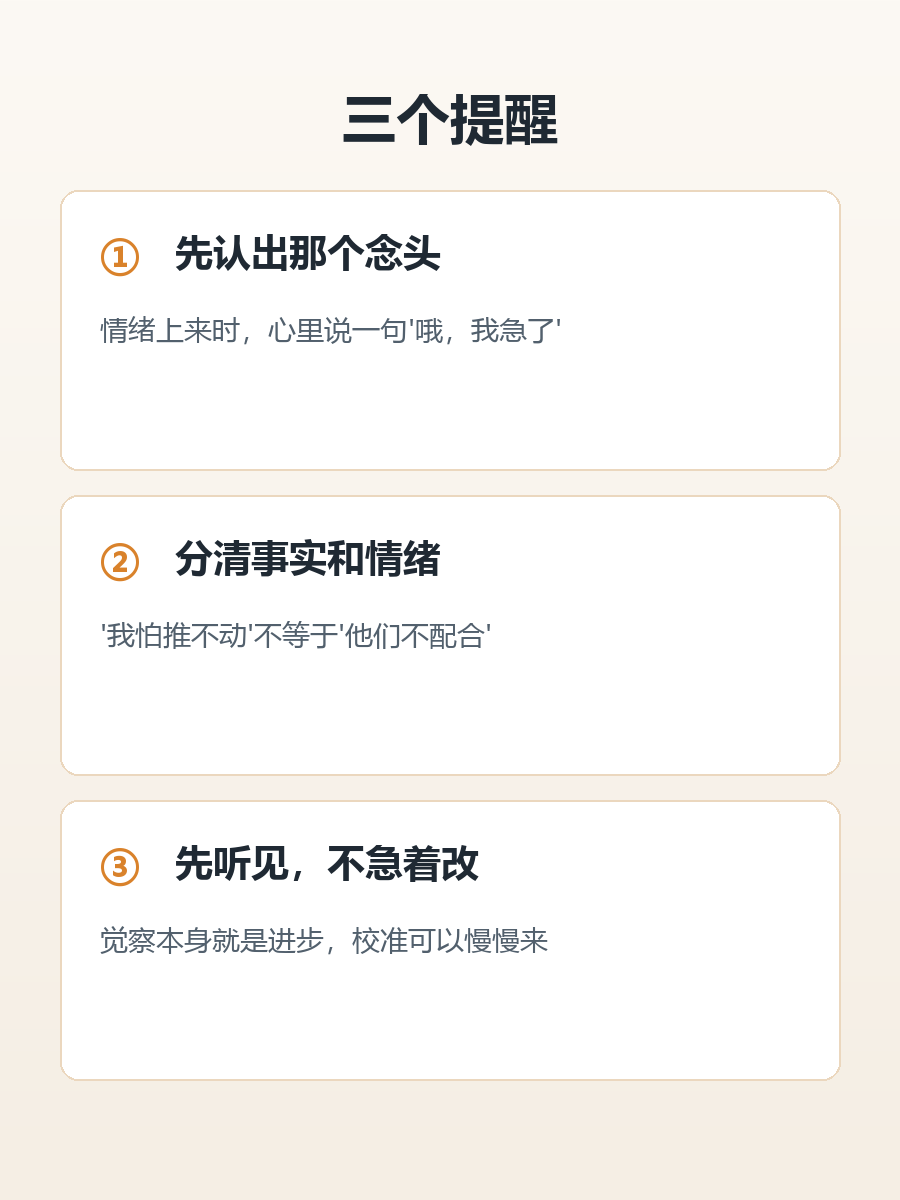 三个提醒
① 先认出那个念头
情绪上来时，心里说一句'哦，我急了'
② 分清事实和情绪
'我怕推不动'不等于'他们不配合'
③ 先听见，不急着改
觉察本身就是进步，校准可以慢慢来